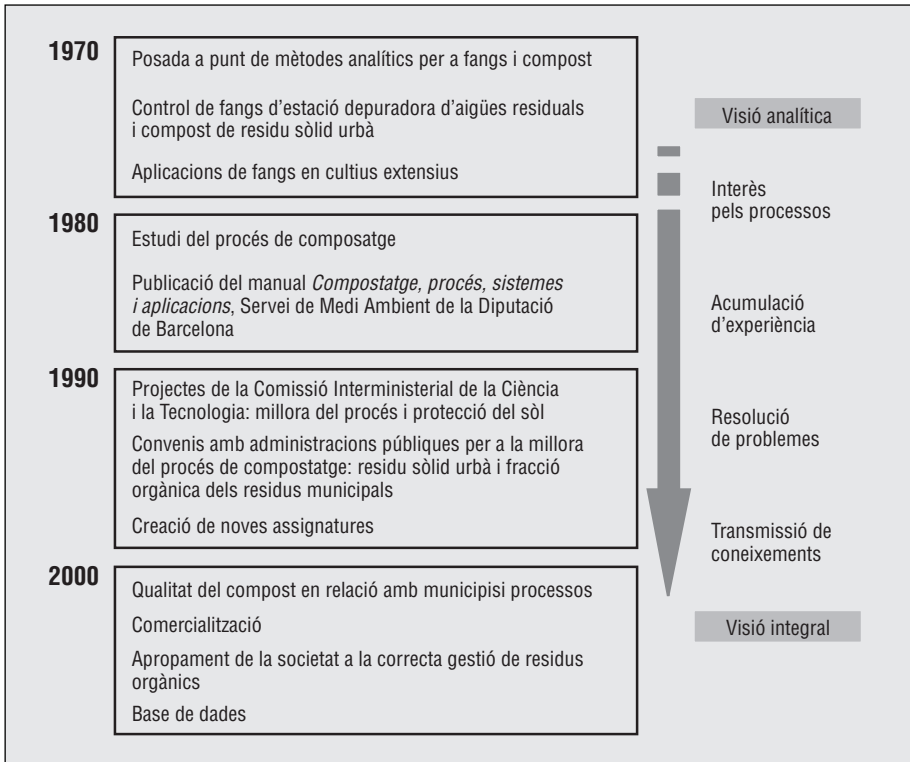 1970
Posada a punt de mètodes analítics per a fangs i compost
Control de fangs d'estació depuradora d'aigües residuals
i compost de residu sòlid urbà
Aplicacions de fangs en cultius extensius
1980
Estudi del procés de composatge
Publicació del manual Compostatge, procés, sistemes
i aplicacions, Servei de Medi Ambient de la Diputació
de Barcelona
1990
Projectes de la Comissió Interministerial de la Ciència
i la Tecnologia: millora del procés i protecció del sòl
Convenis amb administracions públiques per a la millora
del procés de compostatge: residu sòlid urbà i fracció
orgànica dels residus municipals
Creació de noves assignatures
2000
Qualitat del compost en relació amb municipisi processos
Comercialització
Apropament de la societat a la correcta gestió de residus
orgànics
Base de dades
Visió analítica
Interès
pels processos
Acumulació
d'experiència
Resolució
de problemes
Transmissió de
coneixements
Visió integral